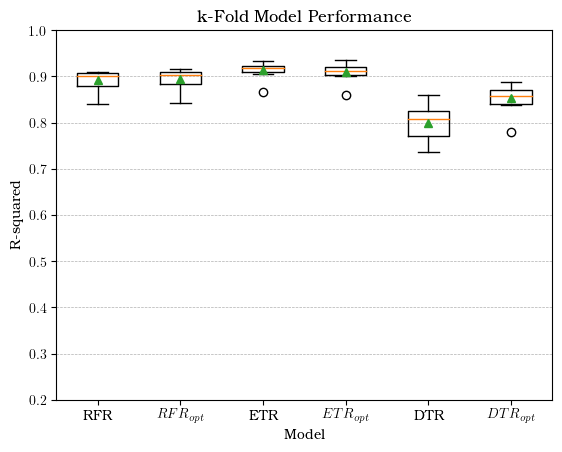 k-Fold Model Performance
1.0
0.9
0.8
0.7
0.6
0.5
0.4
0.3
0.2
R-squared
RFR RFR_opt ETR ETR_opt DTR DTR_opt
Model